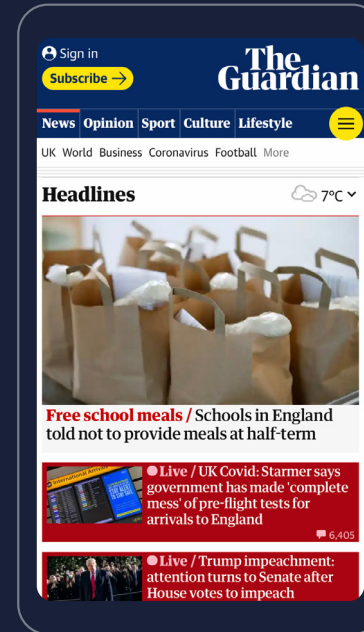 Sign in
Subscribe →
The
Guardian
News Opinion Sport Culture Lifestyle
UK World Business Coronavirus Football More
Headlines
7°C
Free school meals / Schools in England
told not to provide meals at half-term
International Arrivals
Live / UK Covid: Starmer says
government has made 'complete
mess' of pre-flight tests for
arrivals to England
6,405
Live / Trump impeachment:
attention turns to Senate after
House votes to impeach